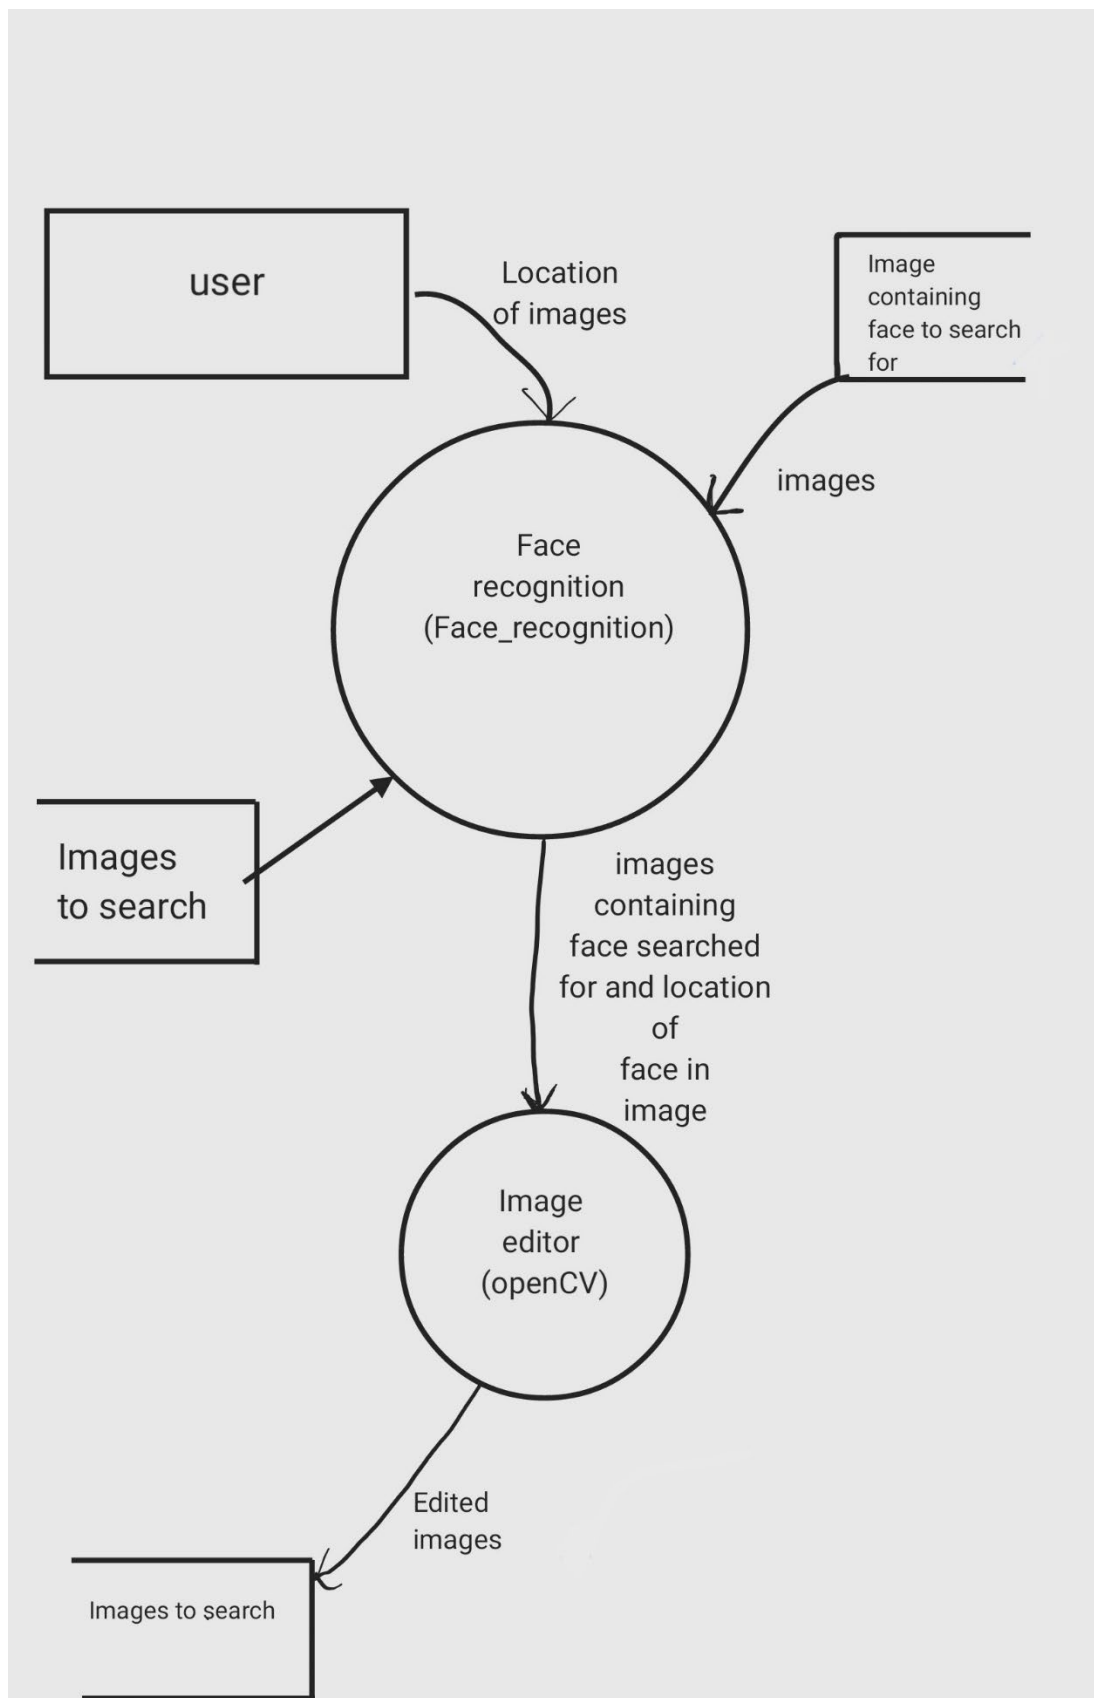 user
Location
of images
Image
containing
face to search
for
images
Face
recognition
(Face_recognition)
Images
to search
images
containing
face searched
for and location
of
face in
image
Image
editor
(openCV)
Edited
images
Images to search